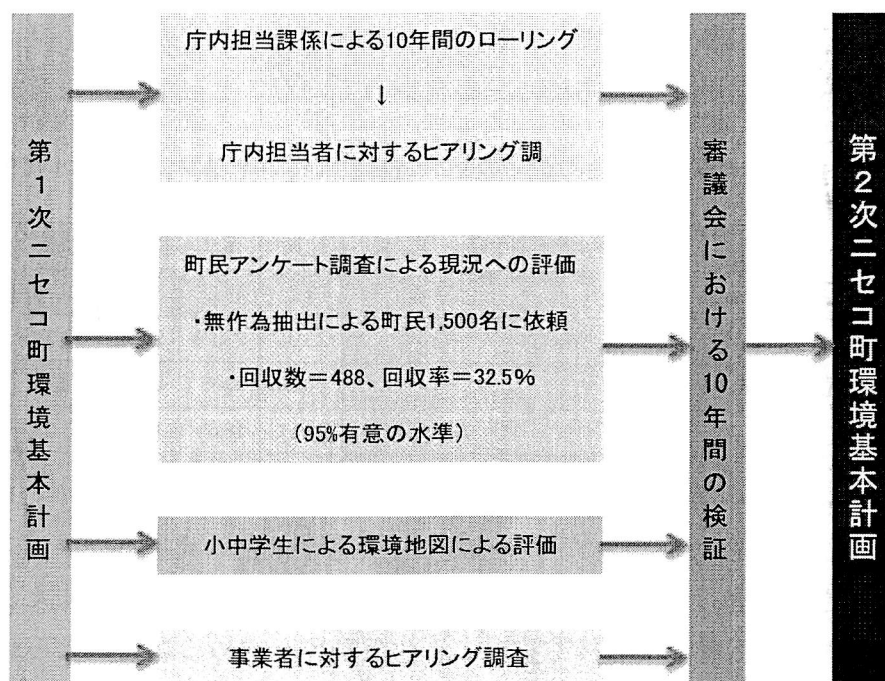 第1次ニセコ町環境基本計画
庁内担当課係による10年間のローリング
↓
庁内担当者に対するヒアリング調
町民アンケート調査による現況への評価
・無作為抽出による町民1,500名に依頼
・回収数＝488、回収率＝32.5%
（95%有意の水準）
小中学生による環境地図による評価
事業者に対するヒアリング調査
審議会における10年間の検証
第2次ニセコ町環境基本計画